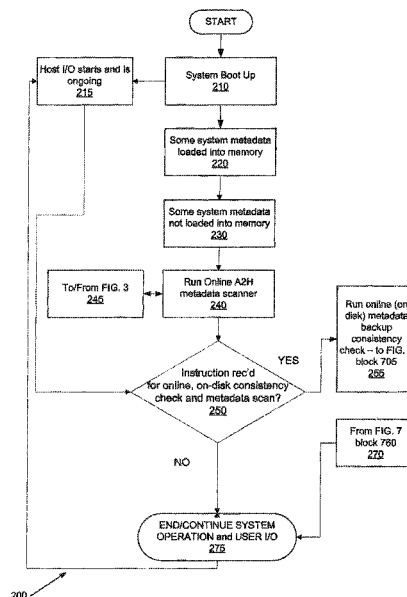 START
Host I/O starts and is
ongoing
215
System Boot Up
210
Some system metadata
loaded into memory
220
Some system metadata
not loaded into memory
230
To/From FIG. 3
245
Run Online A2H
metadata scanner
240
Run online (on
disk) metadata
backup
consistency
check – to FIG.
block 705
265
YES
Instruction rec'd
for online, on-disk consistency
check and metadata scan?
250
From FIG. 7
block 760
270
NO
END/CONTINUE SYSTEM
OPERATION and USER I/O
275
200